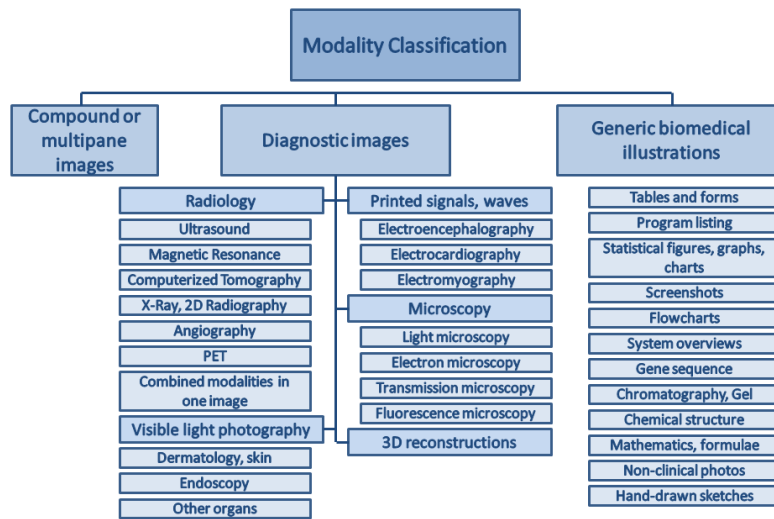 Modality Classification
Compound or
multipane
images
Diagnostic images
Generic biomedical
illustrations
Radiology
Ultrasound
Magnetic Resonance
Computerized Tomography
X-Ray, 2D Radiography
Angiography
PET
Combined modalities in
one image
Visible light photography
Dermatology, skin
Endoscopy
Other organs
Printed signals, waves
Electroencephalography
Electrocardiography
Electromyography
Microscopy
Light microscopy
Electron microscopy
Transmission microscopy
Fluorescence microscopy
3D reconstructions
Tables and forms
Program listing
Statistical figures, graphs,
charts
Screenshots
Flowcharts
System overviews
Gene sequence
Chromatography, Gel
Chemical structure
Mathematics, formulae
Non-clinical photos
Hand-drawn sketches